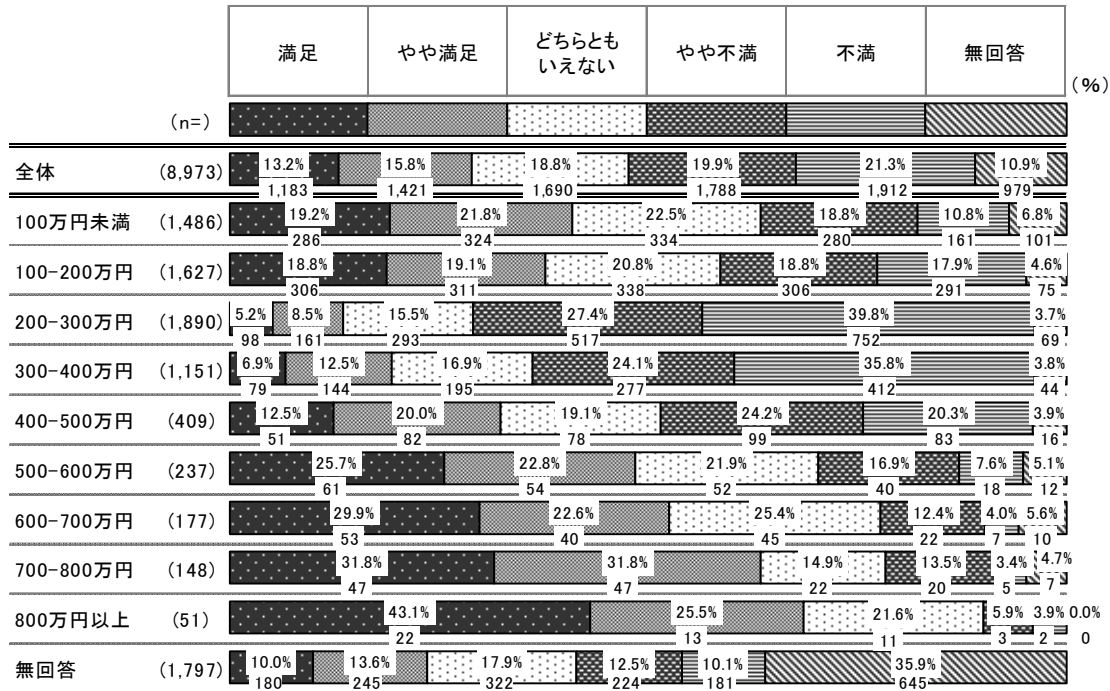 満足 やや満足 どちらとも やや不満 不満 無回答
いえない
(%)
(n=)
全体 (8,973) 13.2% 15.8% 18.8% 19.9% 21.3% 10.9%
1,183 1,421 1,690 1,788 1,912 979
100万円未満 (1,486) 19.2% 21.8% 22.5% 18.8% 10.8% 6.8%
286 324 334 280 161 101
100-200万円 (1,627) 18.8% 19.1% 20.8% 18.8% 17.9% 4.6%
306 311 338 306 291 75
200-300万円 (1,890) 5.2% 8.5% 15.5% 27.4% 39.8% 3.7%
98 161 293 517 752 69
300-400万円 (1,151) 6.9% 12.5% 16.9% 24.1% 35.8% 3.8%
79 144 195 277 412 44
400-500万円 (409) 12.5% 20.0% 19.1% 24.2% 20.3% 3.9%
51 82 78 99 83 16
500-600万円 (237) 25.7% 22.8% 21.9% 16.9% 7.6% 5.1%
61 54 52 40 18 12
600-700万円 (177) 29.9% 22.6% 25.4% 12.4% 4.0% 5.6%
53 40 45 22 7 10
700-800万円 (148) 31.8% 31.8% 14.9% 13.5% 3.4% 4.7%
47 47 22 20 5 7
800万円以上 (51) 43.1% 25.5% 21.6% 5.9% 3.9% 0.0%
22 13 11 3 2 0
無回答 (1,797) 10.0% 13.6% 17.9% 12.5% 10.1% 35.9%
180 245 322 224 181 645